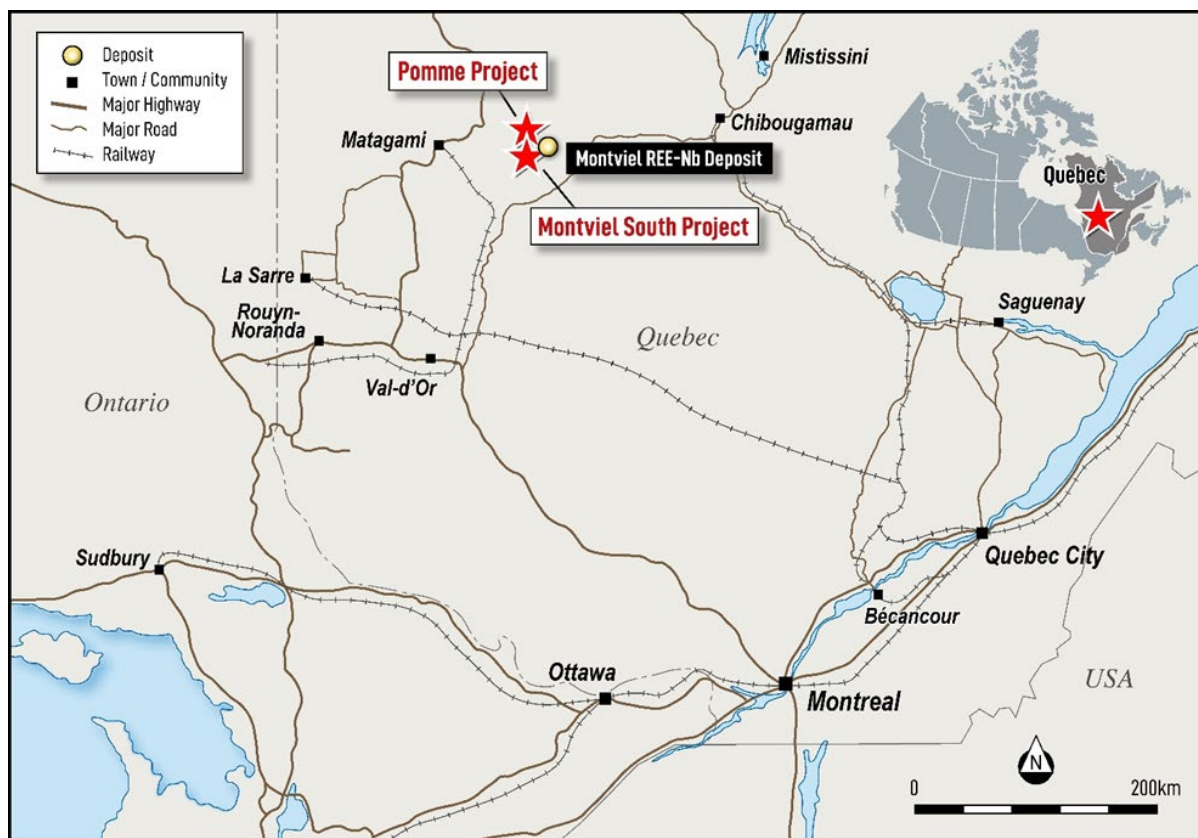 Deposit
Town / Community
Major Highway
Major Road
Railway
Pomme Project
Mistissini
Chibougamau
Matagami
Montviel REE-Nb Deposit
Quebec
Montviel South Project
La Sarre
Rouyn-
Noranda
Quebec
Saguenay
Val-d'Or
Ontario
Sudbury
Quebec City
Bécancour
Ottawa
Montreal
USA
N
0
200km